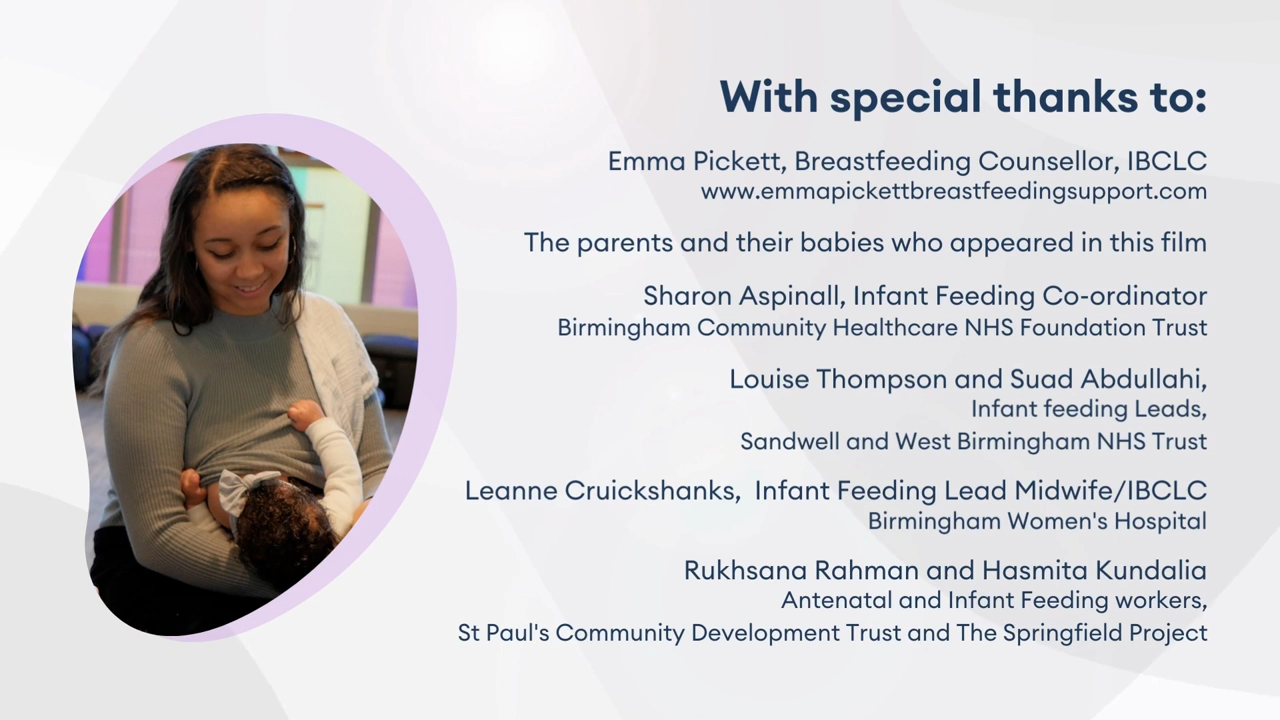 With special thanks to:
Emma Pickett, Breastfeeding Counsellor, IBCLC
www.emmapickettbreastfeedingsupport.com
The parents and their babies who appeared in this film
Sharon Aspinall, Infant Feeding Co-ordinator
Birmingham Community Healthcare NHS Foundation Trust
Louise Thompson and Suad Abdullahi,
Infant feeding Leads,
Sandwell and West Birmingham NHS Trust
Leanne Cruickshanks,  Infant Feeding Lead Midwife/IBCLC
Birmingham Women's Hospital
Rukhsana Rahman and Hasmita Kundalia
Antenatal and Infant Feeding workers,
St Paul's Community Development Trust and The Springfield Project